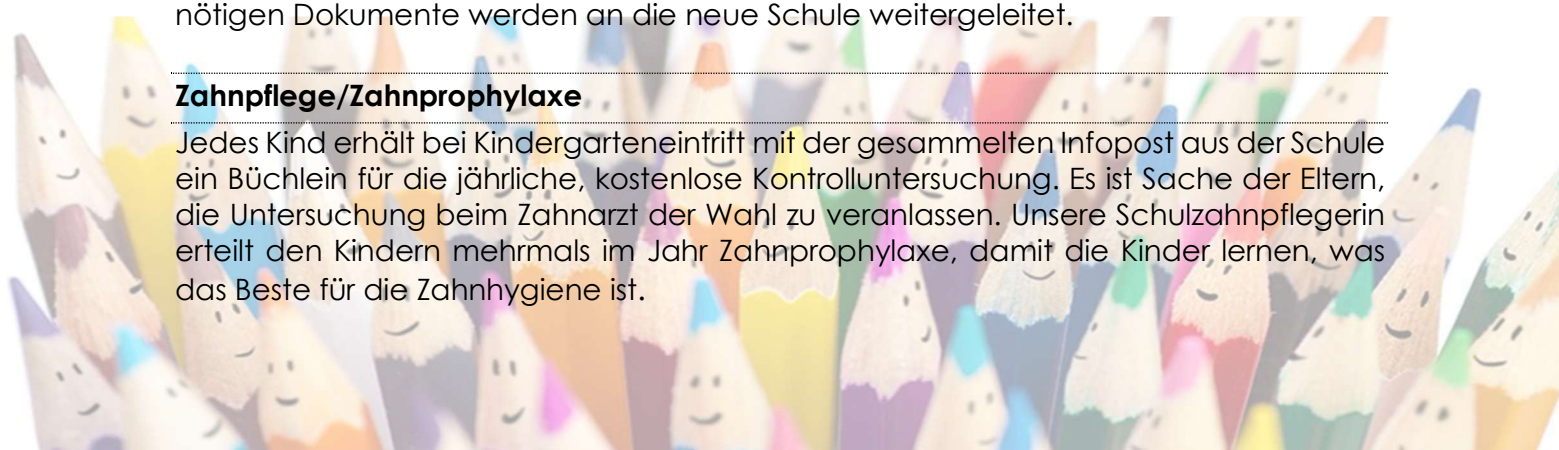 nötigen Dokumente werden an die neue Schule weitergeleitet.
Zahnpflege/Zahnprophylaxe
Jedes Kind erhält bei Kindergarteneintritt mit der gesammelten Infopost aus der Schule
ein Büchlein für die jährliche, kostenlose Kontrolluntersuchung. Es ist Sache der Eltern,
die Untersuchung beim Zahnarzt der Wahl zu veranlassen. Unsere Schulzahnpflegerin
erteilt den Kindern mehrmals im Jahr Zahnprophylaxe, damit die Kinder lernen, was
das Beste für die Zahnhygiene ist.